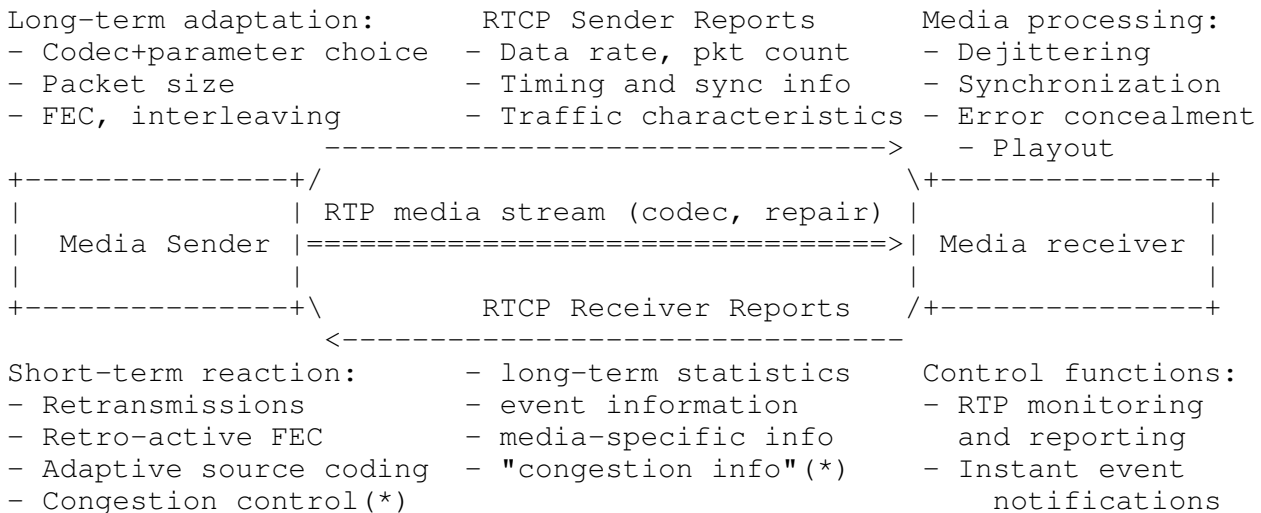 Long-term adaptation:      RTCP Sender Reports      Media processing:
- Codec+parameter choice  - Data rate, pkt count    - Dejittering
- Packet size             - Timing and sync info    - Synchronization
- FEC, interleaving       - Traffic characteristics - Error concealment
                  -------------------------------->   - Playout
+---------------+/                                 \+---------------+
|               | RTP media stream (codec, repair) |               |
|  Media Sender |=================================>| Media receiver |
|               |                                  |               |
+---------------+\         RTCP Receiver Reports   /+---------------+
                  <--------------------------------
Short-term reaction:      - long-term statistics    Control functions:
- Retransmissions         - event information       - RTP monitoring
- Retro-active FEC        - media-specific info       and reporting
- Adaptive source coding  - "congestion info"(*)    - Instant event
- Congestion control(*)                                 notifications